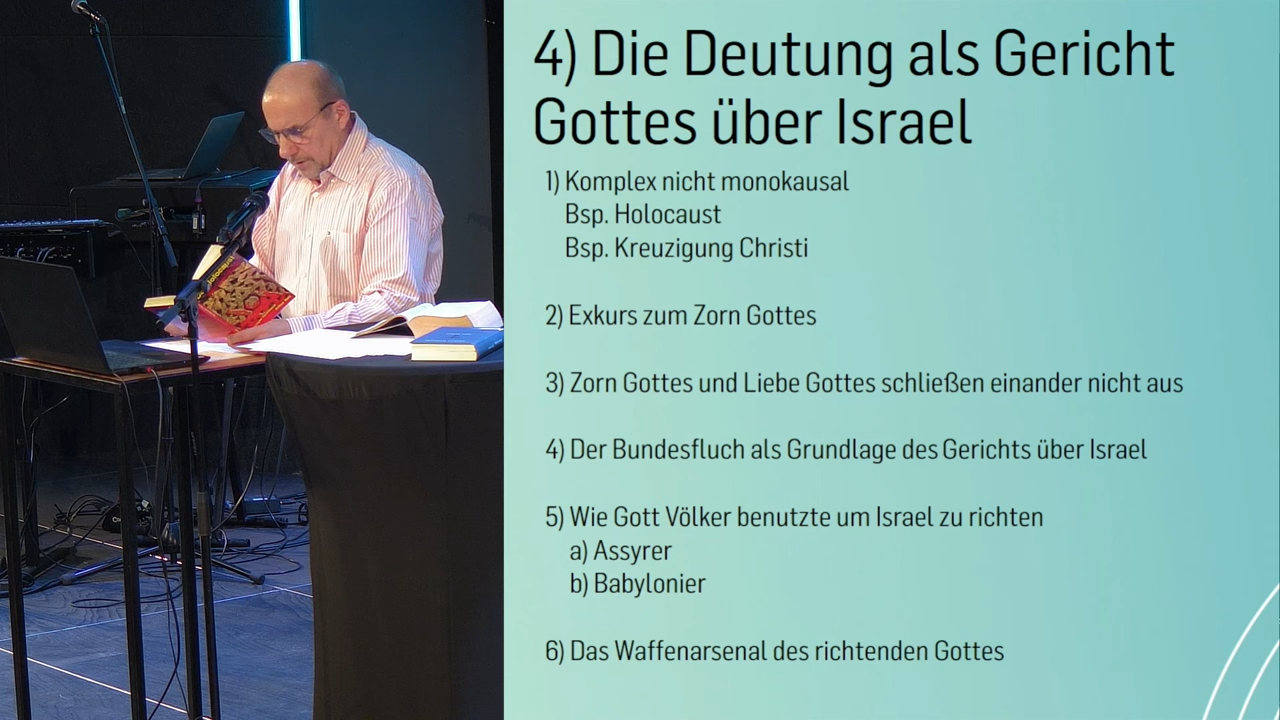 4) Die Deutung als Gericht
Gottes über Israel
1) Komplex nicht monokausal
Bsp. Holocaust
Bsp. Kreuzigung Christi
2) Exkurs zum Zorn Gottes
3) Zorn Gottes und Liebe Gottes schließen einander nicht aus
4) Der Bundesfluch als Grundlage des Gerichts über Israel
5) Wie Gott Völker benutzte um Israel zu richten
a) Assyrer
b) Babylonier
6) Das Waffenarsenal des richtenden Gottes